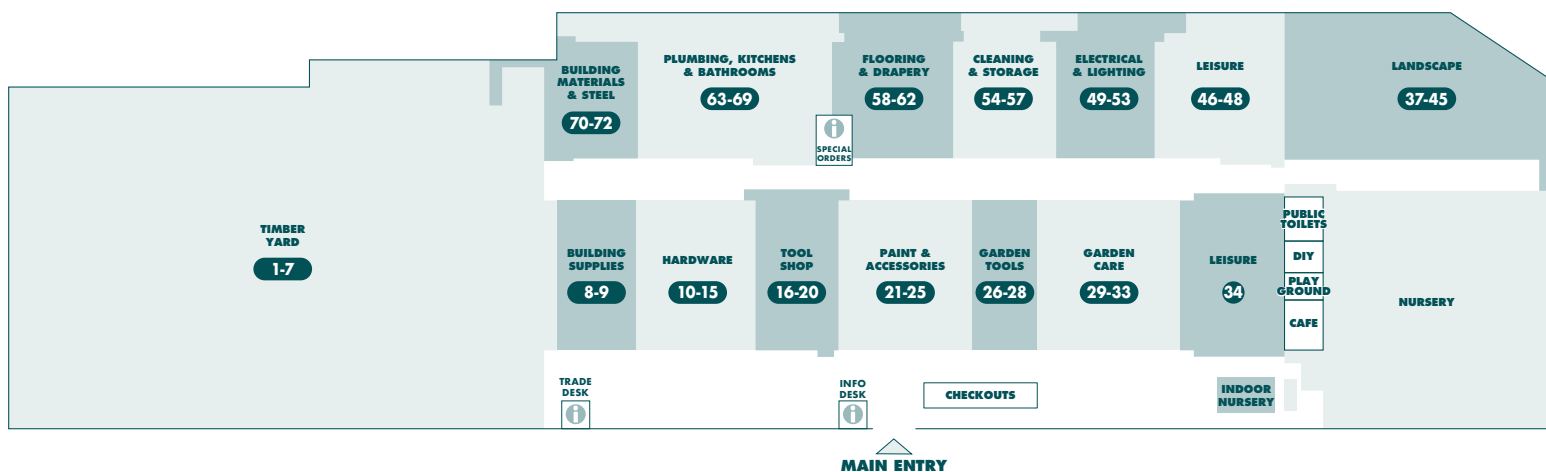 BUILDING
MATERIALS
& STEEL
70-72
PLUMBING, KITCHENS
& BATHROOMS
63-69
FLOORING
& DRAPERY
58-62
CLEANING
& STORAGE
54-57
ELECTRICAL
& LIGHTING
49-53
LEISURE
46-48
LANDSCAPE
37-45
SPECIAL
ORDERS
TIMBER
YARD
1-7
BUILDING
SUPPLIES
8-9
HARDWARE
10-15
TOOL
SHOP
16-20
PAINT &
ACCESSORIES
21-25
GARDEN
TOOLS
26-28
GARDEN
CARE
29-33
LEISURE
34
PUBLIC
TOILETS
DIY
PLAY
GROUND
CAFE
NURSERY
TRADE
DESK
INFO
DESK
CHECKOUTS
INDOOR
NURSERY
MAIN ENTRY